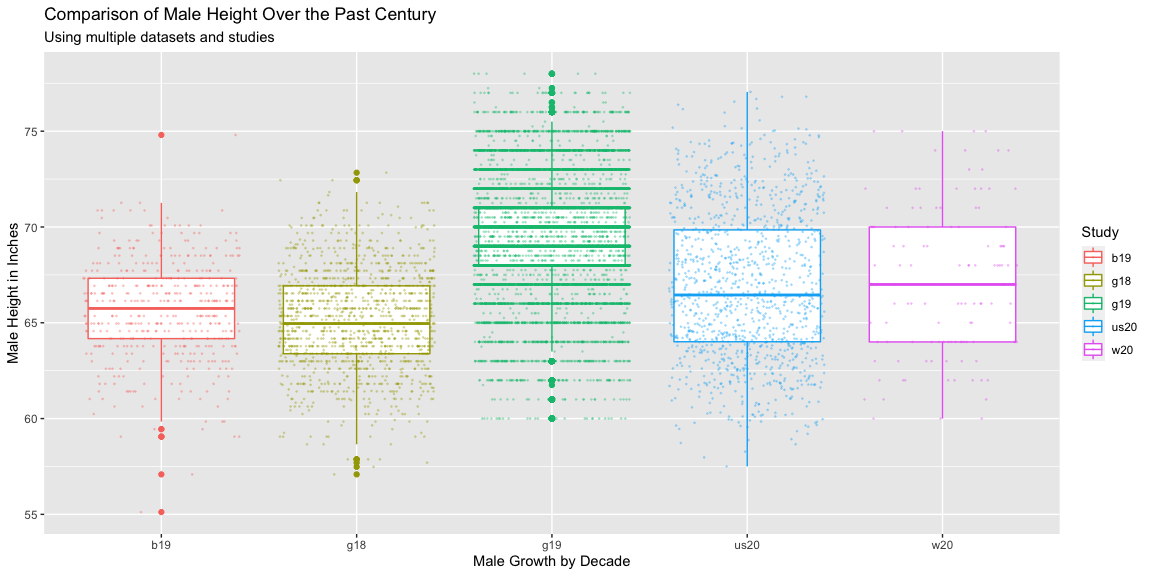 Comparison of Male Height Over the Past Century
Using multiple datasets and studies
Male Height in Inches
75
70
65
60
55
b19 g18 g19 us20 w20
Male Growth by Decade
Study
b19
g18
g19
us20
w20